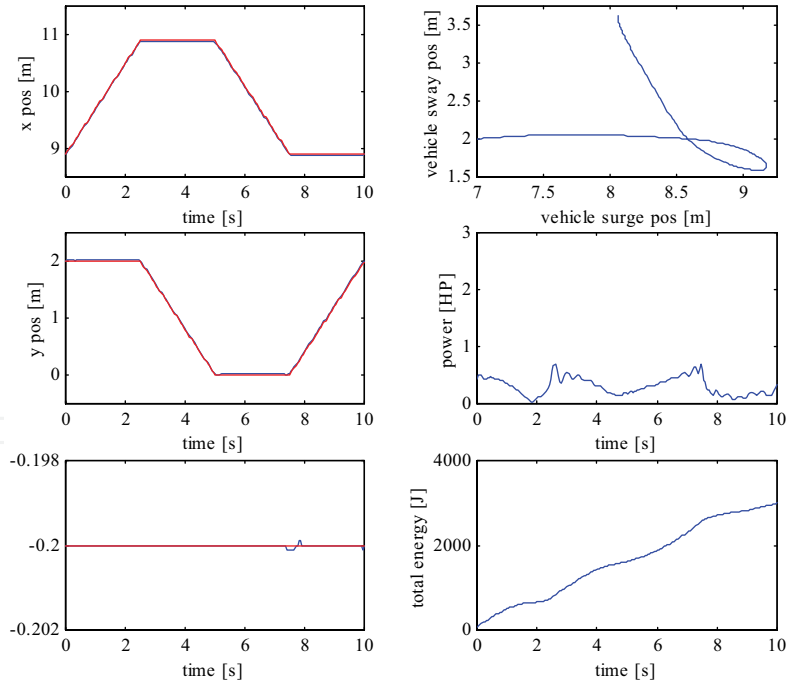 x pos [m]
11
10
9
0 2 4 6 8 10
time [s]
vehicle sway pos [m]
3.5
3
2.5
2
1.5
7 7.5 8 8.5 9
vehicle surge pos [m]
y pos [m]
2
1
0
0 2 4 6 8 10
time [s]
power [HP]
3
2
1
0
0 2 4 6 8 10
time [s]
-0.198
-0.2
-0.202
0 2 4 6 8 10
time [s]
total energy [J]
4000
2000
0
0 2 4 6 8 10
time [s]